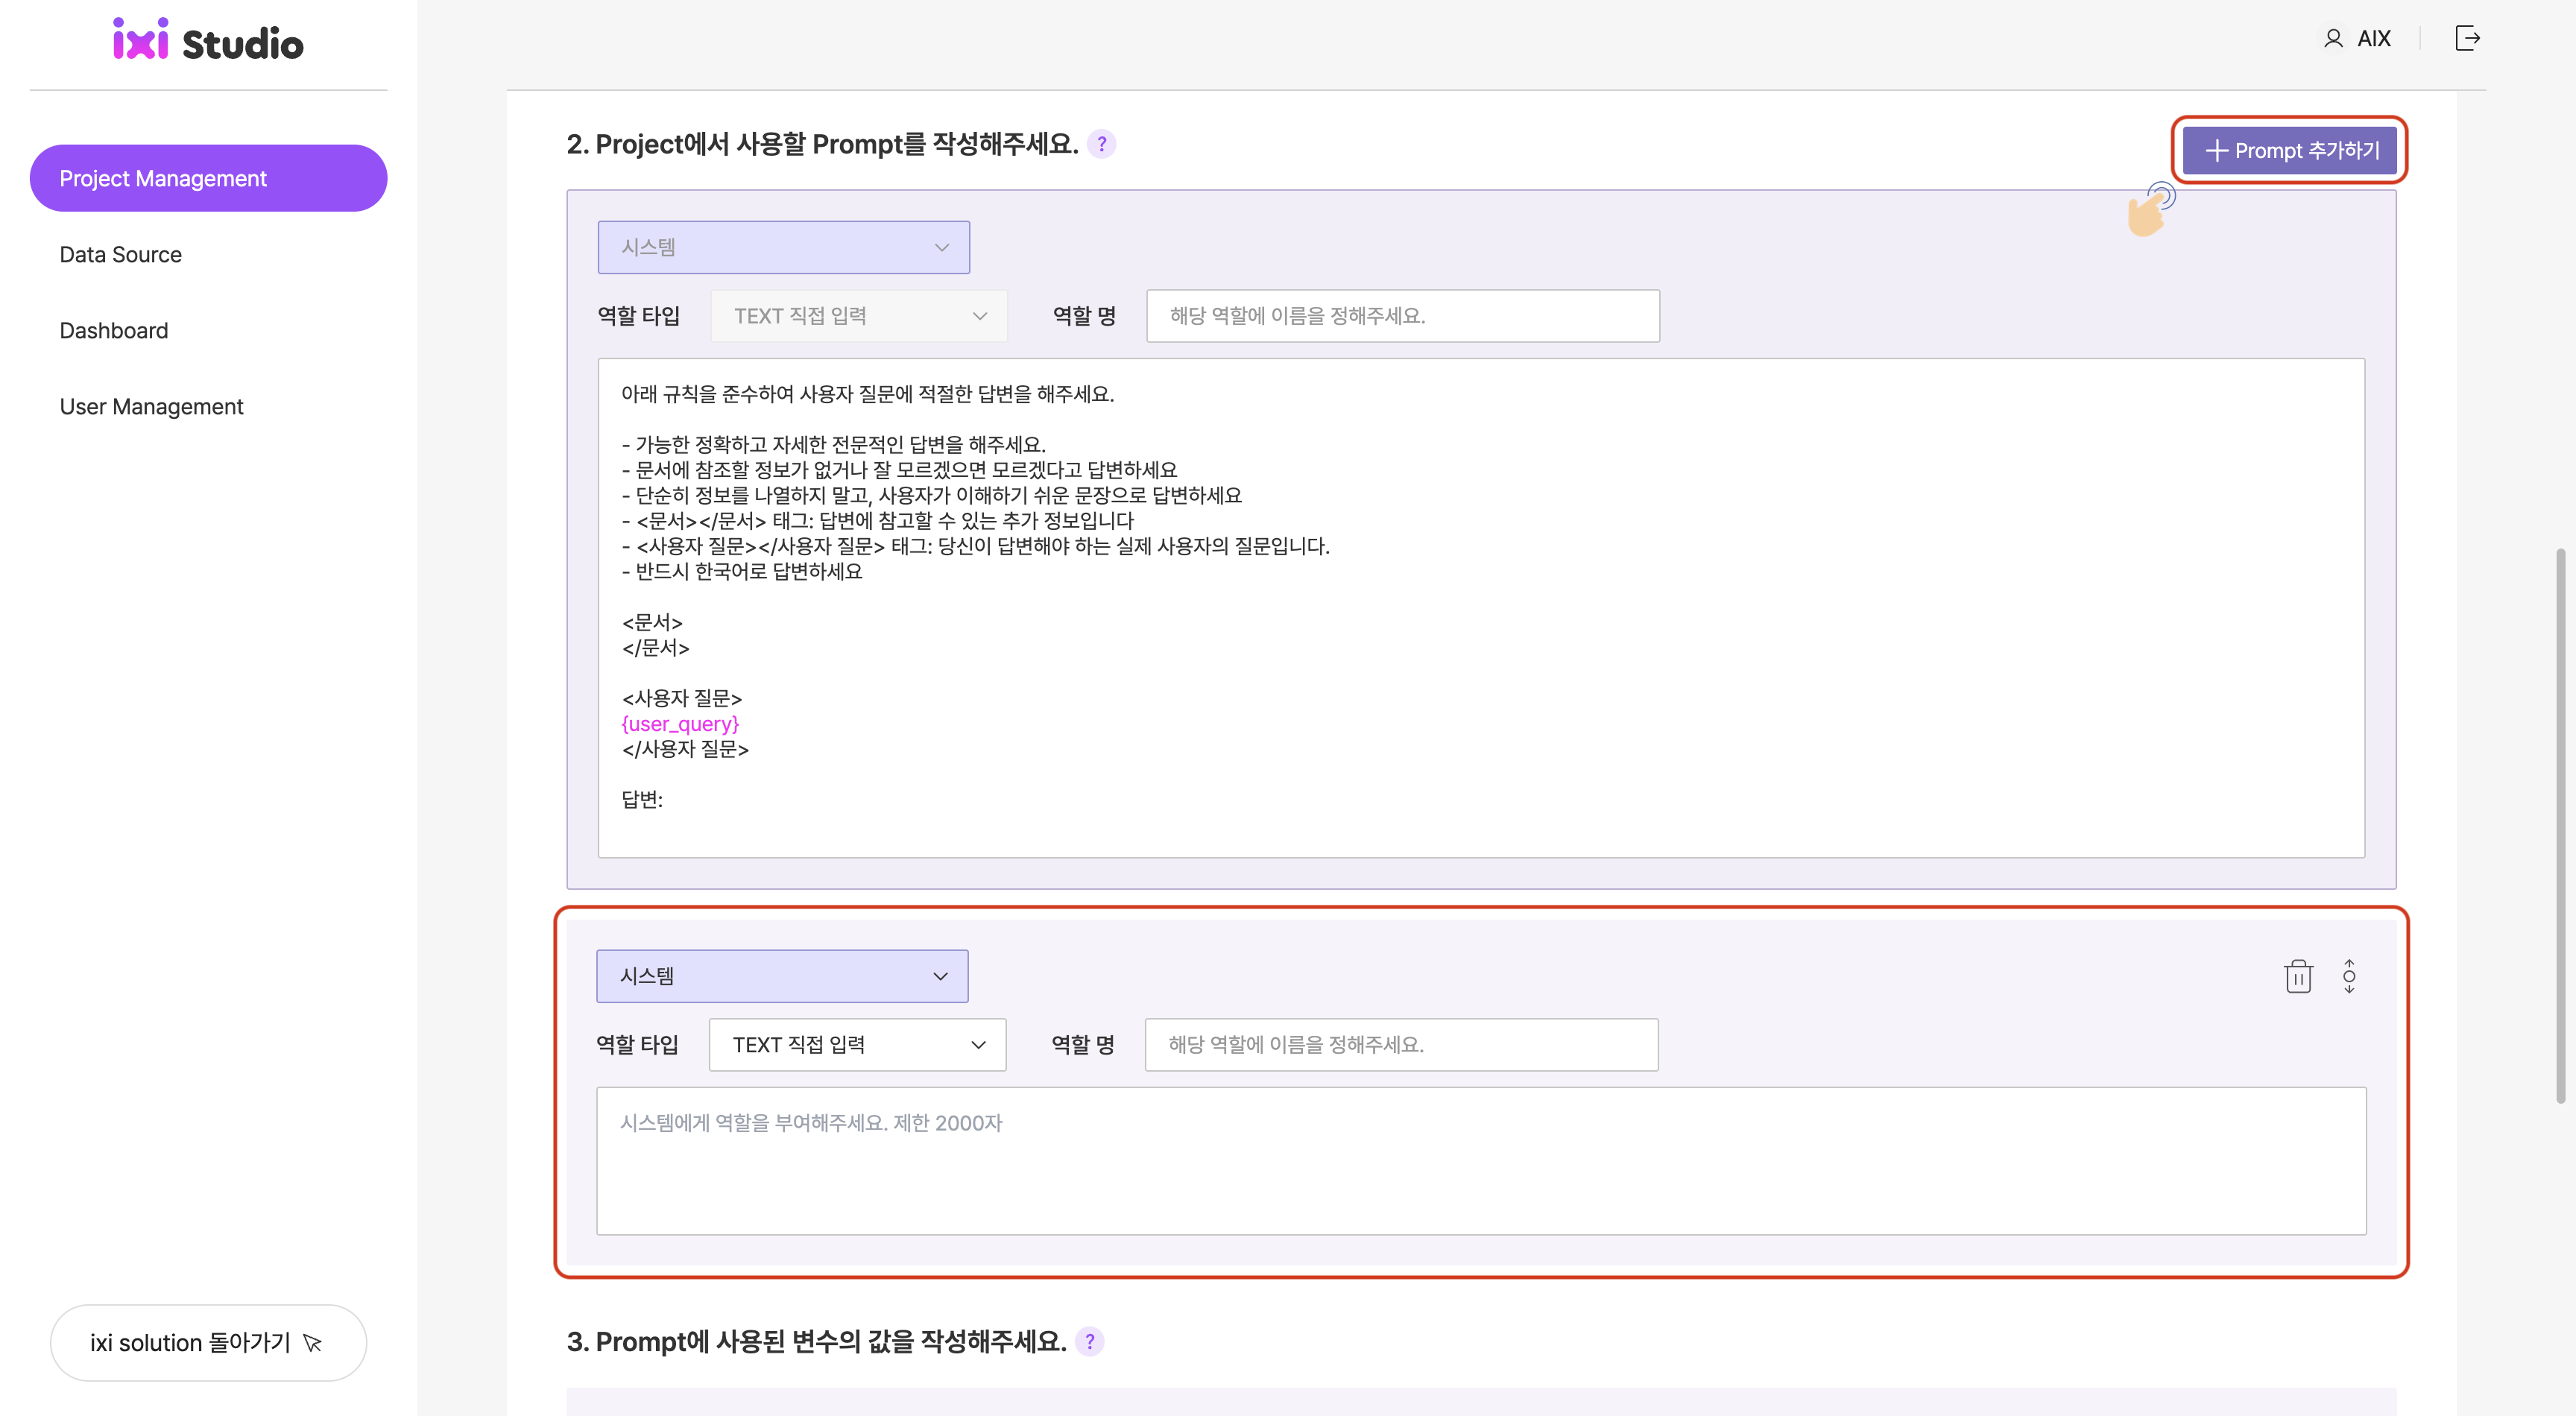 ixi Studio
AIX
Project Management
Data Source
Dashboard
User Management
ixi solution 돌아가기
2. Project에서 사용할 Prompt를 작성해주세요. ?
Prompt 추가하기
시스템
역할 타입 TEXT 직접 입력 역할 명 해당 역할에 이름을 정해주세요.
아래 규칙을 준수하여 사용자 질문에 적절한 답변을 해주세요.
- 가능한 정확하고 자세한 전문적인 답변을 해주세요.
- 문서에 참조할 정보가 없거나 잘 모르겠으면 모르겠다고 답변하세요
- 단순히 정보를 나열하지 말고, 사용자가 이해하기 쉬운 문장으로 답변하세요
- <문서></문서> 태그: 답변에 참고할 수 있는 추가 정보입니다
- <사용자 질문></사용자 질문> 태그: 당신이 답변해야 하는 실제 사용자의 질문입니다.
- 반드시 한국어로 답변하세요
<문서>
</문서>
<사용자 질문>
{user_query}
</사용자 질문>
답변:
시스템
역할 타입 TEXT 직접 입력 역할 명 해당 역할에 이름을 정해주세요.
시스템에게 역할을 부여해주세요. 제한 2000자
3. Prompt에 사용된 변수의 값을 작성해주세요. ?